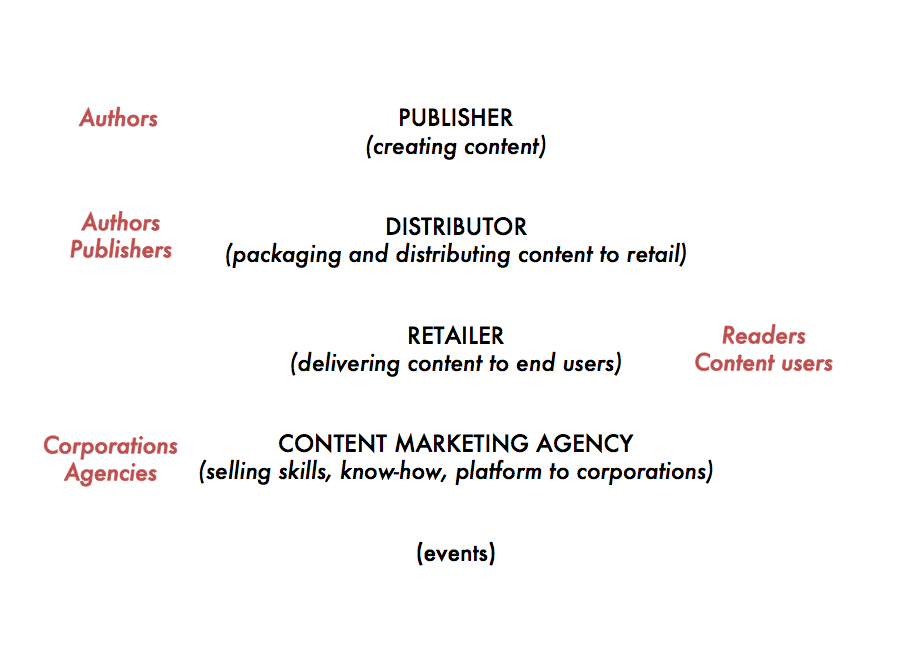 Authors
PUBLISHER
(creating content)
Authors
Publishers
DISTRIBUTOR
(packaging and distributing content to retail)
RETAILER
(delivering content to end users)
Readers
Content users
Corporations
Agencies
CONTENT MARKETING AGENCY
(selling skills, know-how, platform to corporations)
(events)